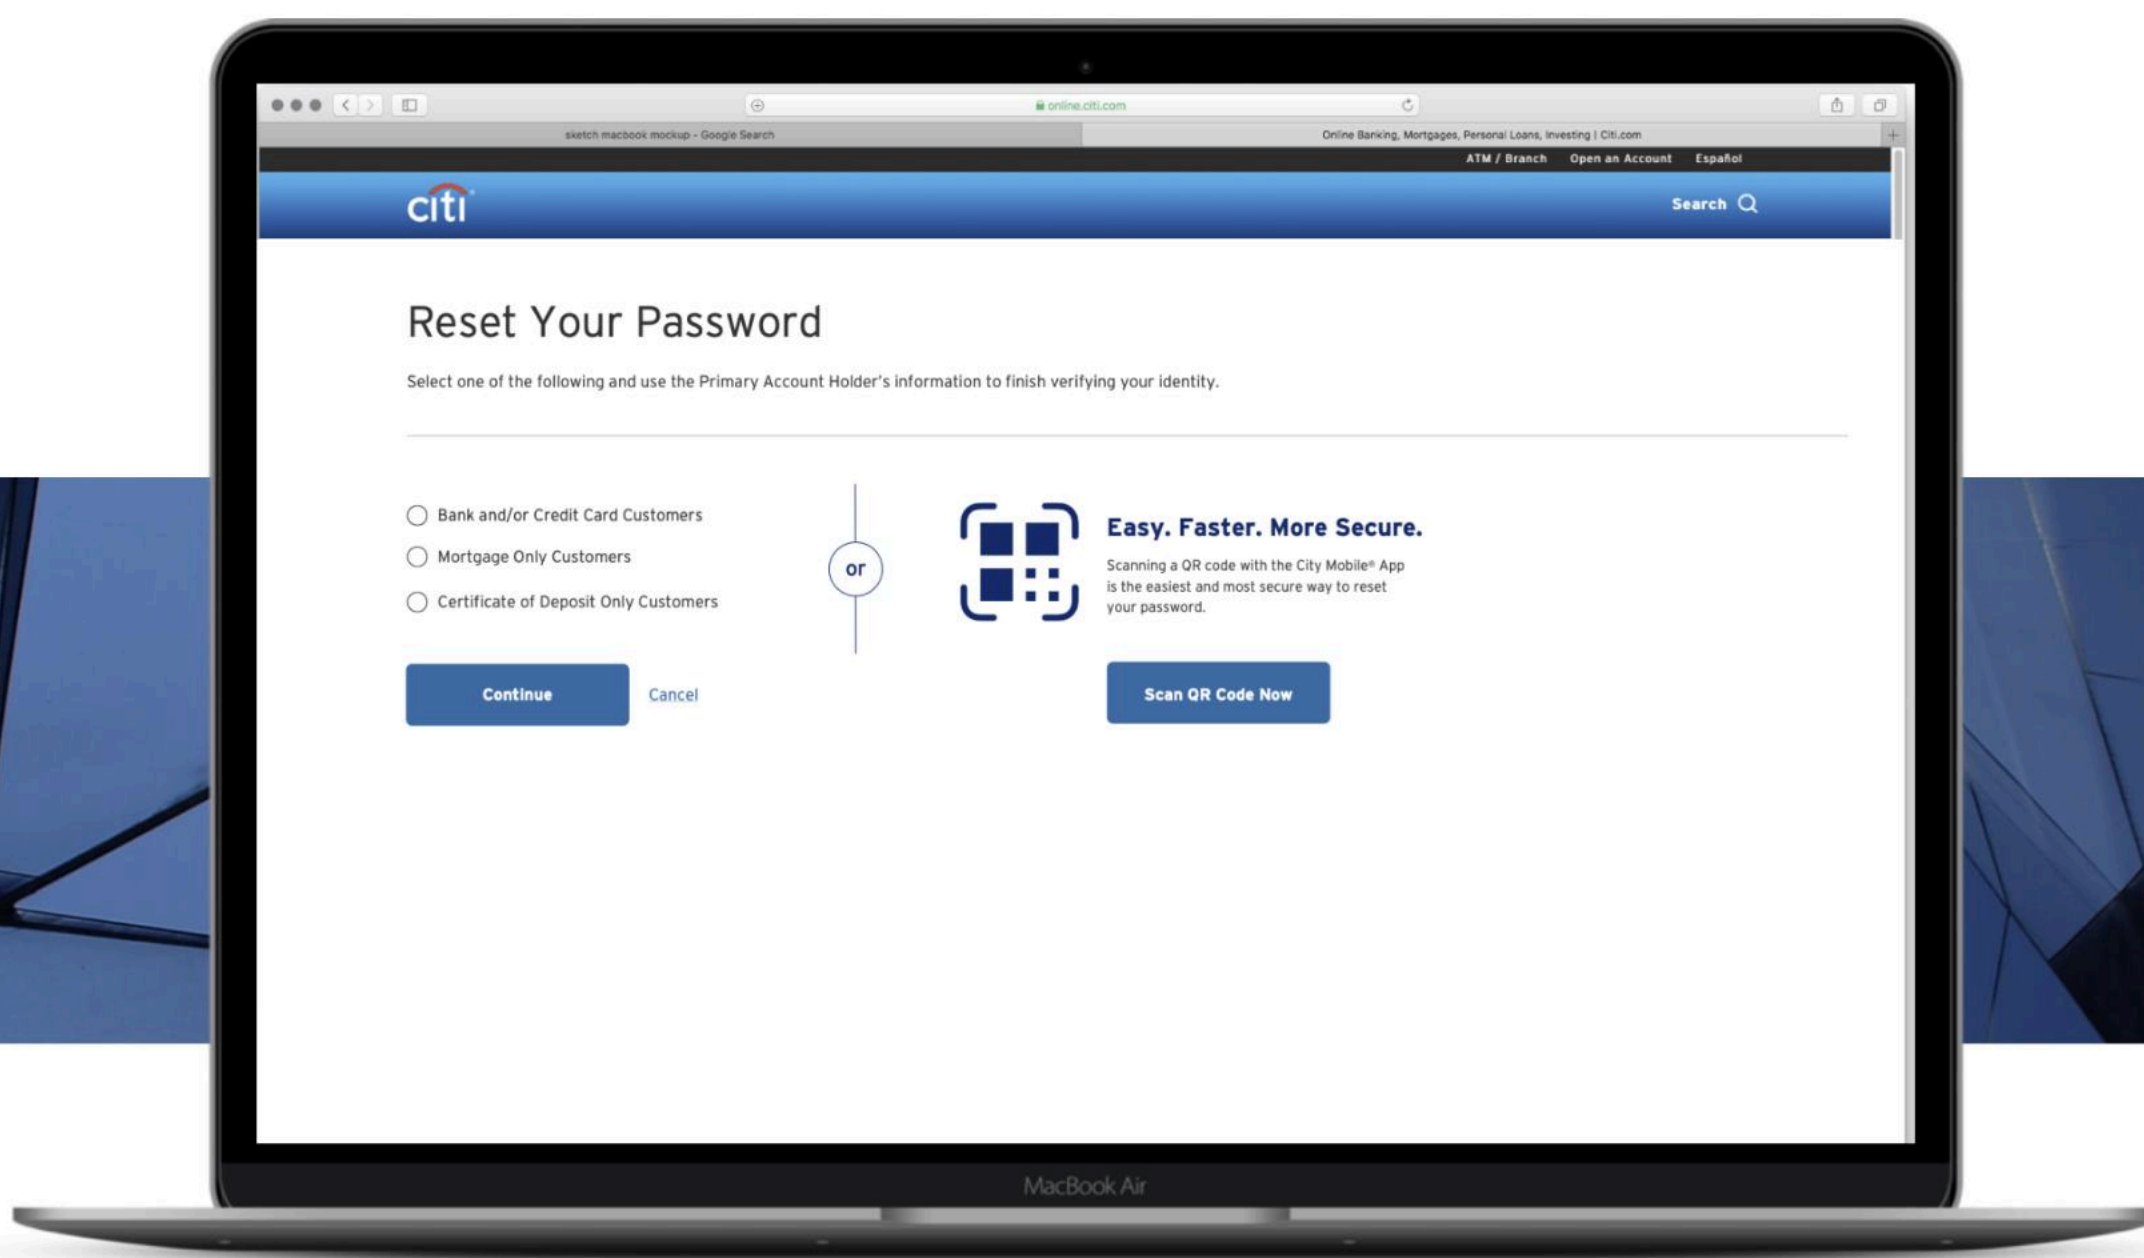 online.citi.com
sketch macbook mockup - Google Search
Online Banking, Mortgages, Personal Loans, Investing | Citi.com
ATM / Branch Open an Account Español
citi
Search
Reset Your Password
Select one of the following and use the Primary Account Holder's information to finish verifying your identity.
Bank and/or Credit Card Customers
Mortgage Only Customers
Certificate of Deposit Only Customers
Continue Cancel
or
Easy. Faster. More Secure.
Scanning a QR code with the City Mobile® App
is the easiest and most secure way to reset
your password.
Scan QR Code Now
MacBook Air